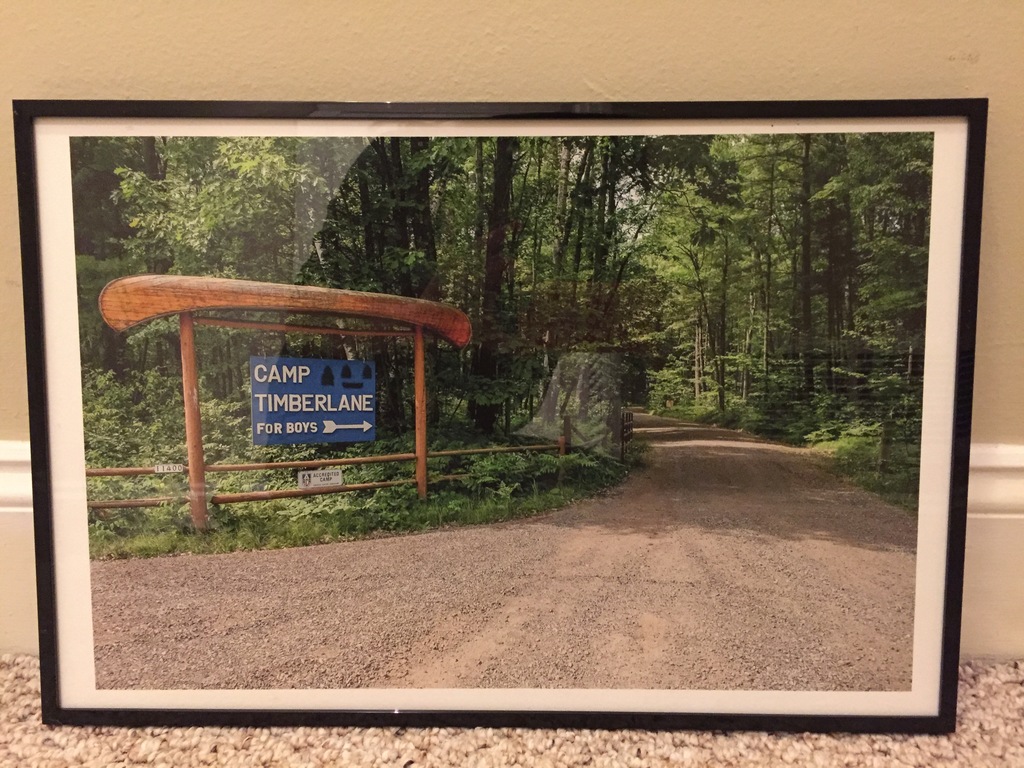 CAMP
TIMBERLANE
FOR BOYS
11400
ACCREDITED
CAMP